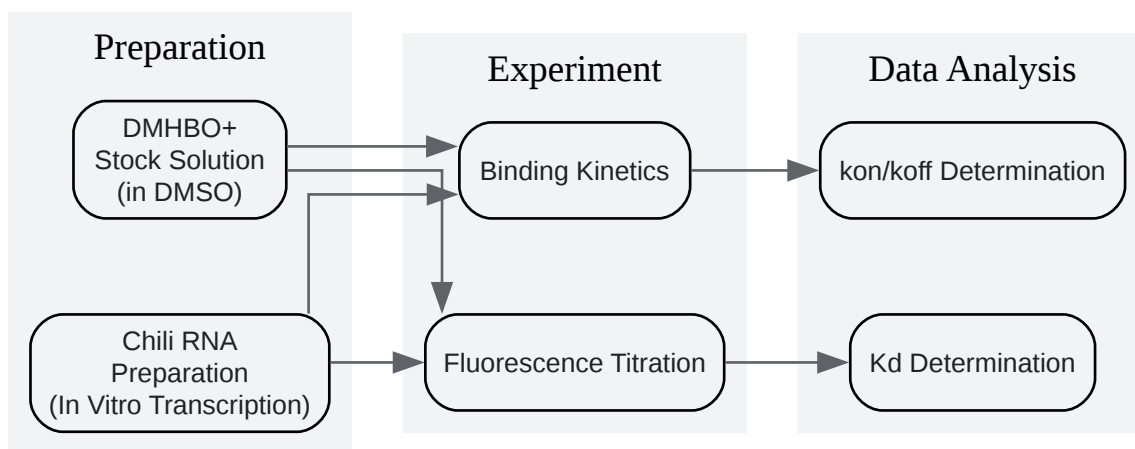 Preparation
DMHBO+
Stock Solution
(in DMSO)
Chili RNA
Preparation
(In Vitro Transcription)
Experiment
Binding Kinetics
Fluorescence Titration
Data Analysis
kon/koff Determination
Kd Determination